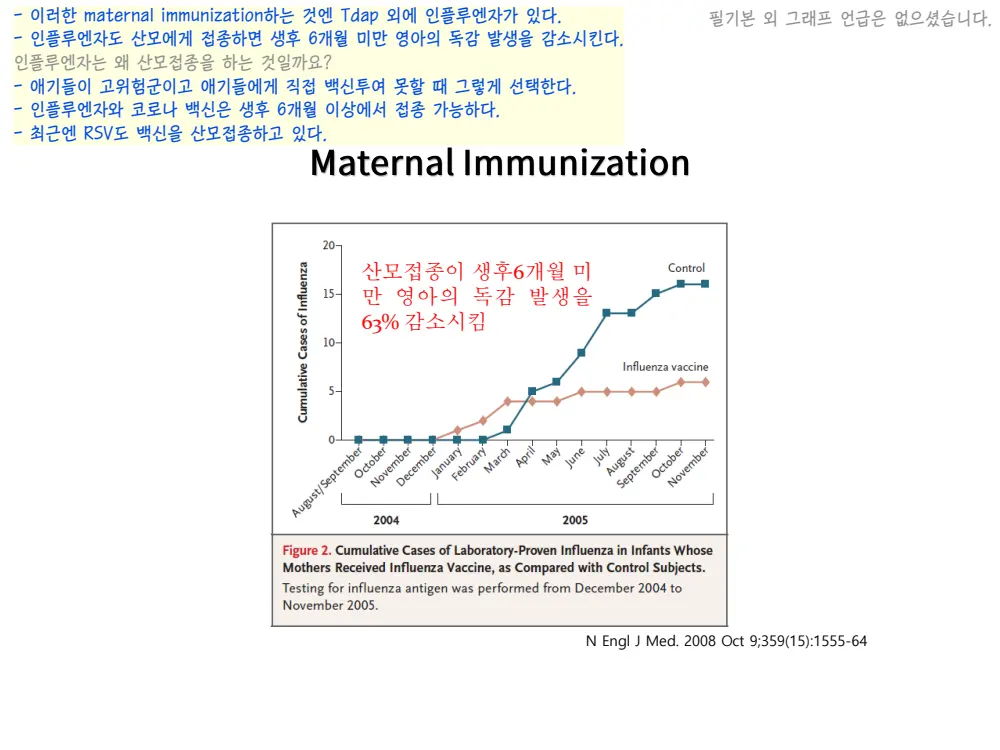 - 이러한 maternal immunization하는 것엔 Tdap 외에 인플루엔자가 있다.
- 인플루엔자도 산모에게 접종하면 생후 6개월 미만 영아의 독감 발생을 감소시킨다.
인플루엔자는 왜 산모접종을 하는 것일까요?
- 애기들이 고위험군이고 애기들에게 직접 백신투여 못할 때 그렇게 선택한다.
- 인플루엔자와 코로나 백신은 생후 6개월 이상에서 접종 가능하다.
- 최근엔 RSV도 백신을 산모접종하고 있다.
필기본 외 그래프 언급은 없으셨습니다.
Maternal Immunization
Cumulative Cases of Influenza
20
15
10
5
0
산모접종이 생후6개월 미
만 영아의 독감 발생을
63% 감소시킴
Control
Influenza vaccine
August/September
October
November
December
January
February
March
April
May
June
July
August
September
October
November
2004
2005
Figure 2. Cumulative Cases of Laboratory-Proven Influenza in Infants Whose
Mothers Received Influenza Vaccine, as Compared with Control Subjects.
Testing for influenza antigen was performed from December 2004 to
November 2005.
N Engl J Med. 2008 Oct 9;359(15):1555-64